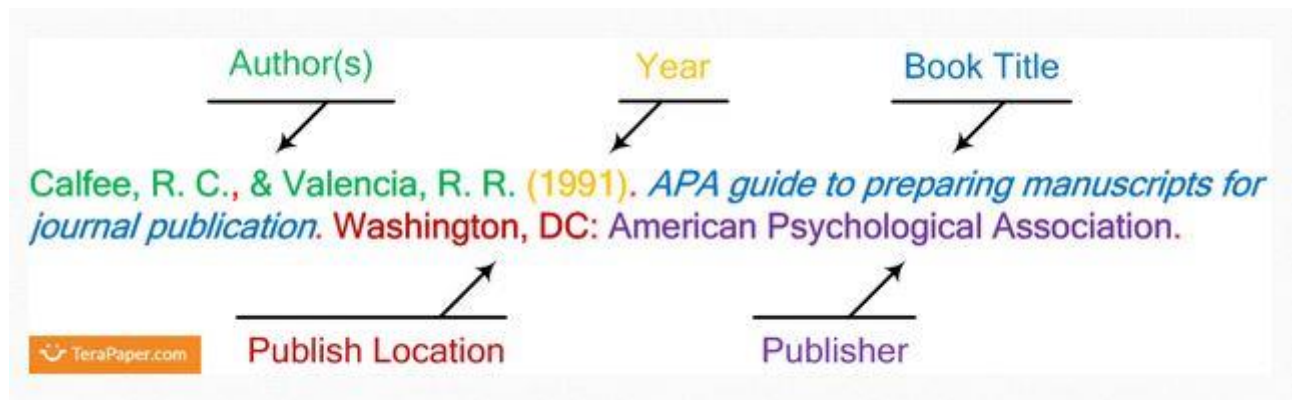 Author(s) Year Book Title
Calfee, R. C., & Valencia, R. R. (1991). APA guide to preparing manuscripts for
journal publication. Washington, DC: American Psychological Association.
TeraPaper.com Publish Location Publisher